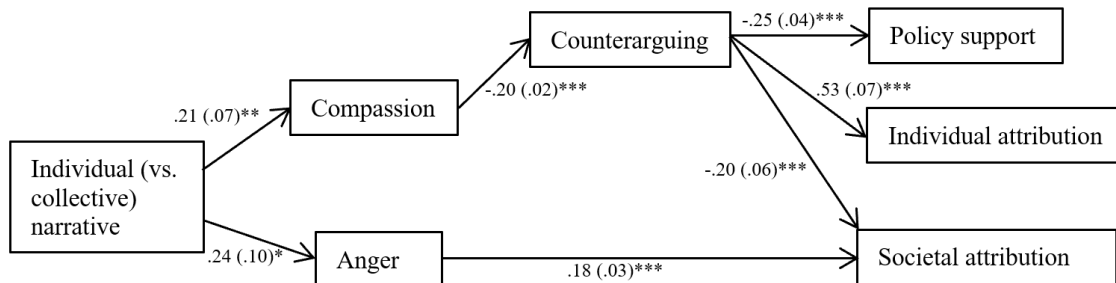 -.25 (.04)***
Counterarguing
Policy support
Compassion
-.20 (.02)***
.53 (.07)***
.21 (.07)**
Individual attribution
Individual (vs.
collective)
narrative
-.20 (.06)***
.24 (.10)*
Anger
.18 (.03)***
Societal attribution